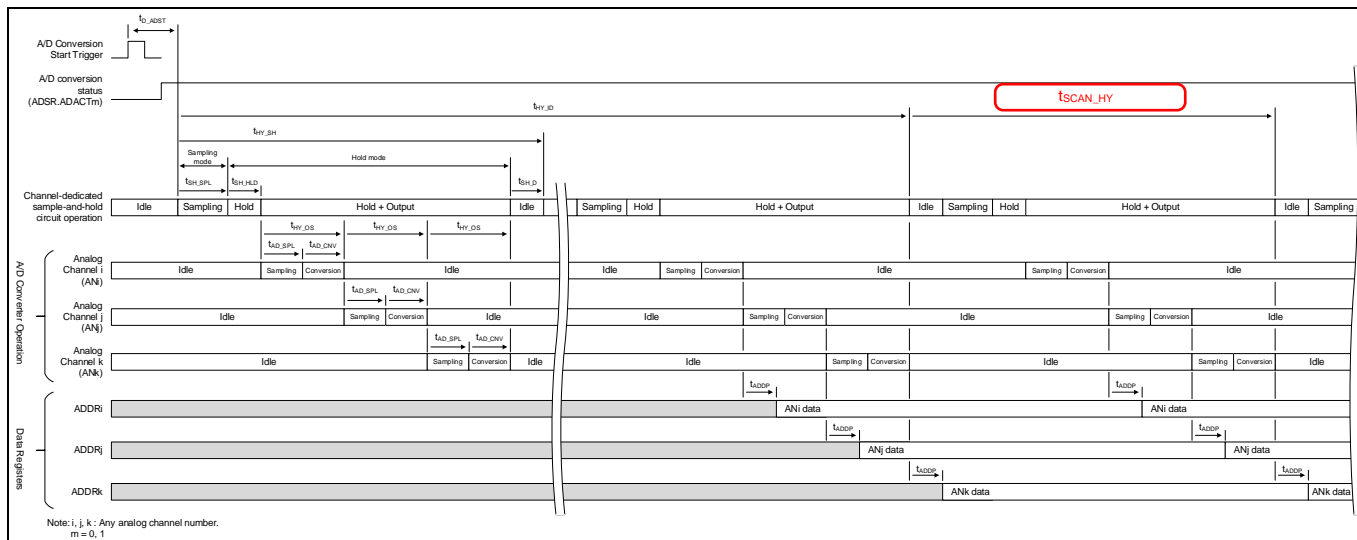 tD_ADST
A/D Conversion
Start Trigger
A/D conversion
status
(ADSR.ADACTm)
tSCAN_HY
tHY_ID
tHY_SH
Sampling
mode
Hold mode
tSH_SPL
tSH_HLD
tSH_D
Channel-dedicated
sample-and-hold
circuit operation
Idle
Sampling
Hold
Hold + Output
Idle
Sampling
Hold
Hold + Output
Idle
Sampling
Hold
Hold + Output
Idle
Sampling
tHY_OS
tHY_OS
tHY_OS
tAD_SPL
tAD_CNV
A/D Converter Operation
Analog
Channel i
(ANi)
Idle
Sampling
Conversion
Idle
Idle
Sampling
Conversion
Idle
Sampling
Conversion
Idle
tAD_SPL
tAD_CNV
Analog
Channel j
(ANj)
Idle
Sampling
Conversion
Idle
Idle
Sampling
Conversion
Idle
Sampling
Conversion
Idle
tAD_SPL
tAD_CNV
Analog
Channel k
(ANk)
Idle
Sampling
Conversion
Idle
Idle
Sampling
Conversion
Idle
Sampling
Conversion
Idle
Data Registers
tADDP
tADDP
ADDRi
ANi data
ANi data
tADDP
tADDP
ADDRj
ANj data
ANj data
tADDP
tADDP
ADDRk
ANk data
ANk data
Note: i, j, k : Any analog channel number.
m = 0, 1